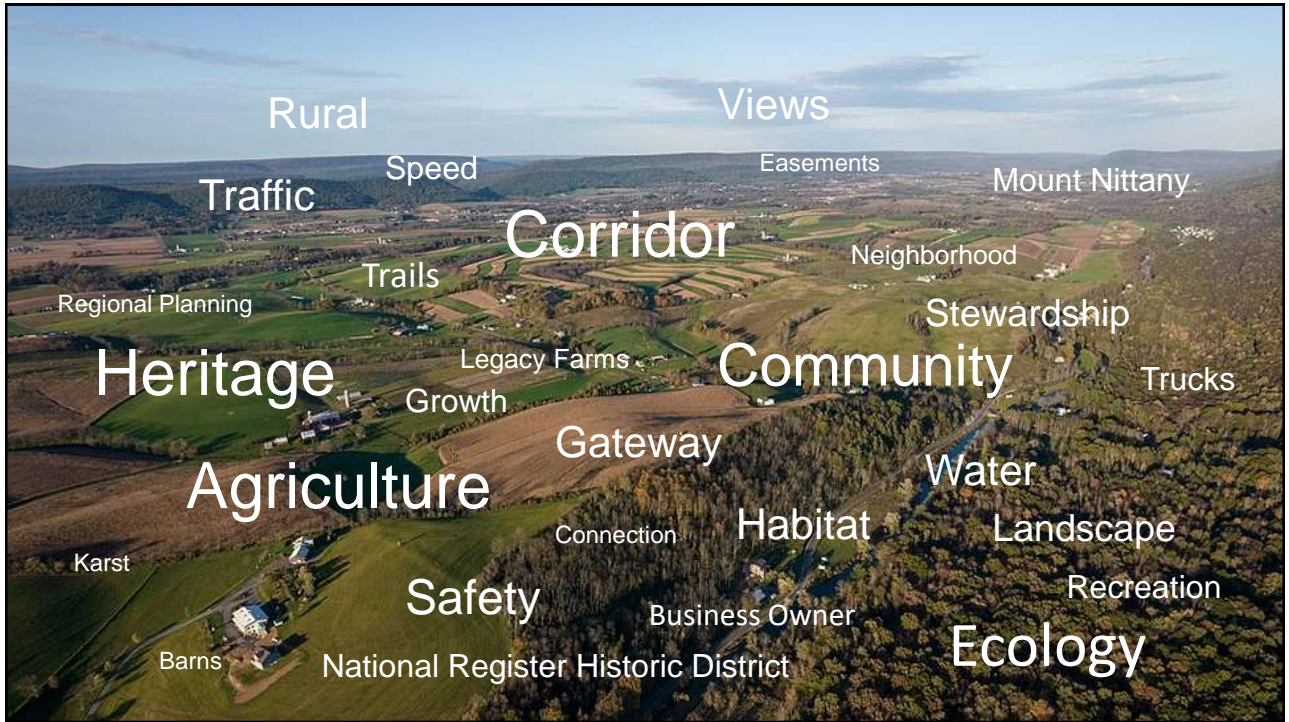 Rural
Views
Speed
Easements
Traffic
Mount Nittany
Corridor
Neighborhood
Trails
Regional Planning
Stewardship
Heritage
Legacy Farms
Community
Trucks
Growth
Gateway
Agriculture
Water
Connection
Habitat
Landscape
Karst
Safety
Recreation
Business Owner
Ecology
Barns
National Register Historic District